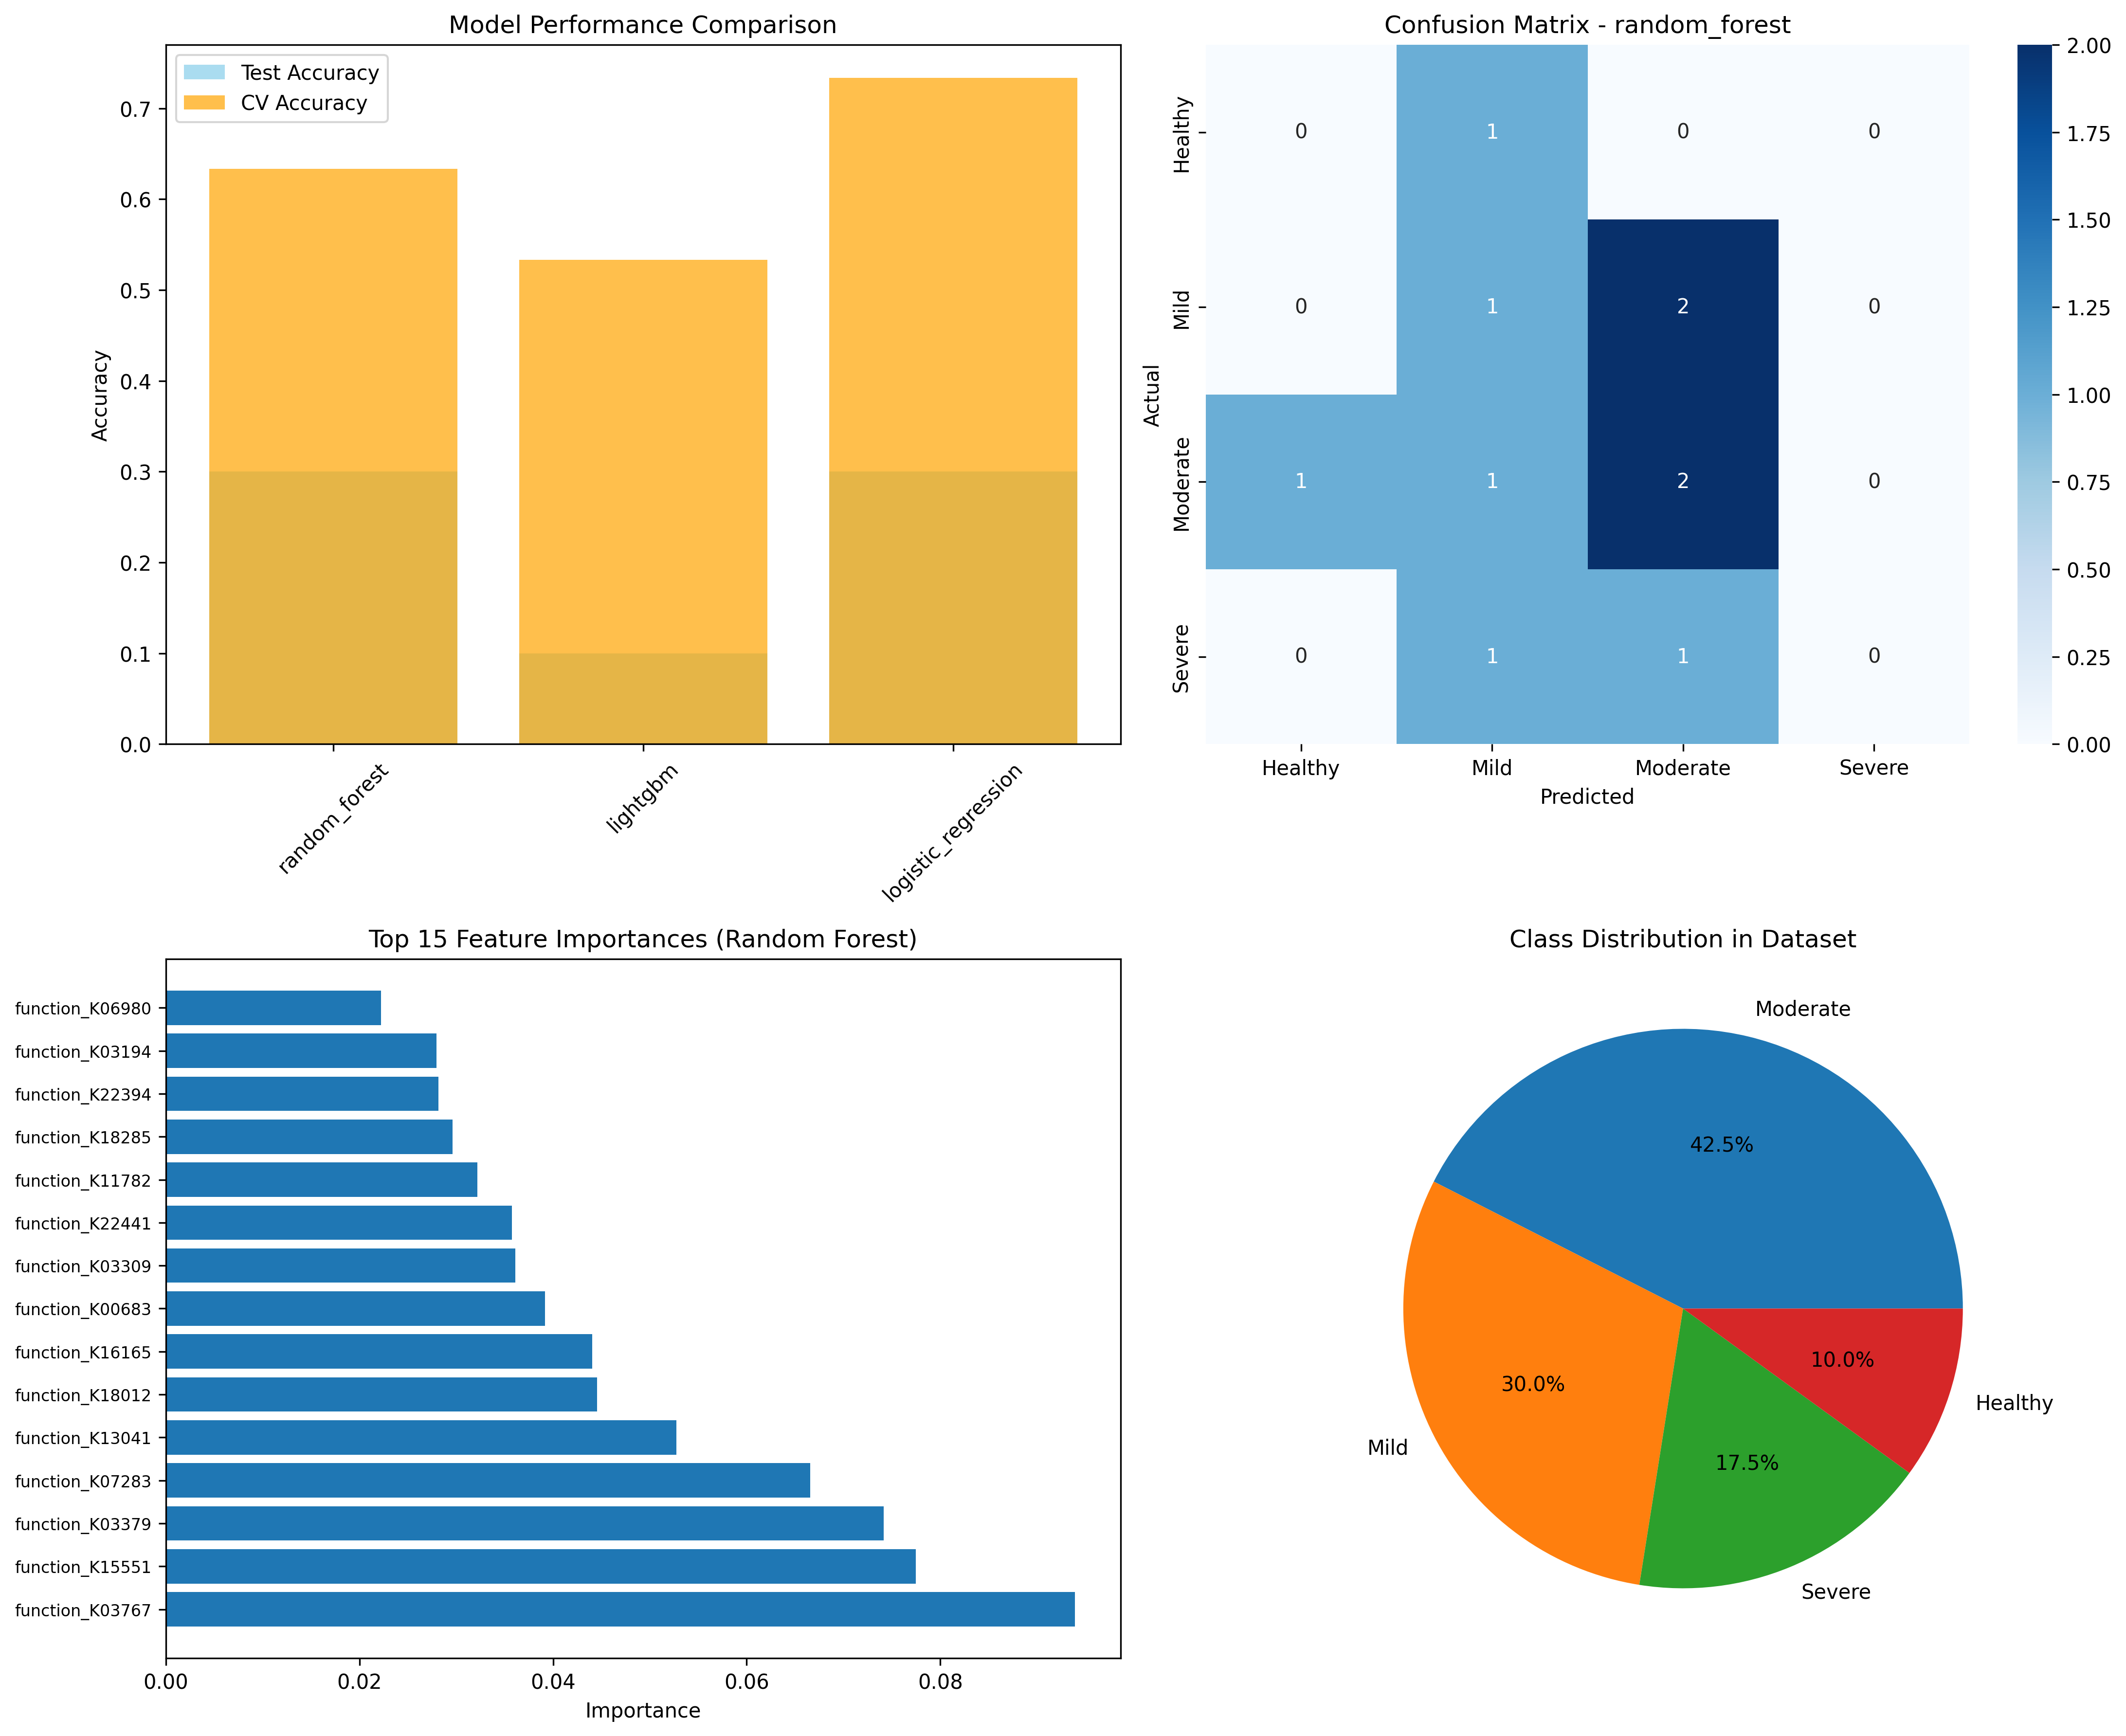 Model Performance Comparison
Test Accuracy
CV Accuracy
Accuracy
0.7
0.6
0.5
0.4
0.3
0.2
0.1
0.0
random_forest
lightgbm
logistic_regression
Confusion Matrix - random_forest
Actual
Healthy
0 1 0 0
Mild
0 1 2 0
Moderate
1 1 2 0
Severe
0 1 1 0
Healthy Mild Moderate Severe
Predicted
2.00
1.75
1.50
1.25
1.00
0.75
0.50
0.25
0.00
Top 15 Feature Importances (Random Forest)
function_K06980
function_K03194
function_K22394
function_K18285
function_K11782
function_K22441
function_K03309
function_K00683
function_K16165
function_K18012
function_K13041
function_K07283
function_K03379
function_K15551
function_K03767
0.00 0.02 0.04 0.06 0.08
Importance
Class Distribution in Dataset
Moderate
42.5%
30.0%
Mild
17.5%
Severe
10.0%
Healthy